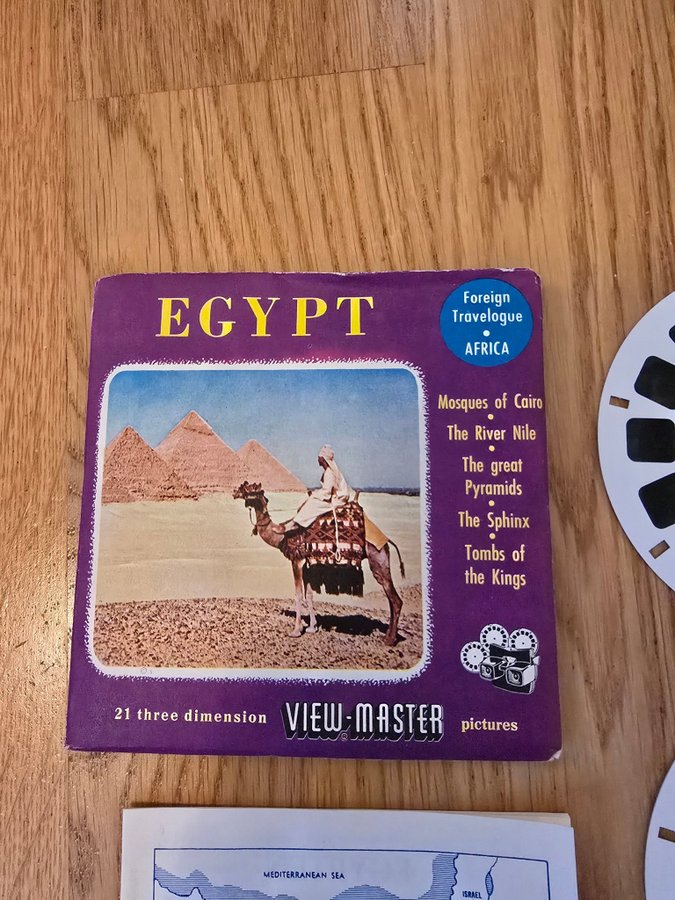 EGYPT
Foreign
Travelogue
•
AFRICA
Mosques of Cairo
•
The River Nile
•
The great
Pyramids
•
The Sphinx
•
Tombs of
the Kings
21 three dimension VIEW-MASTER ® pictures
MEDITERRANEAN SEA
ISRAEL